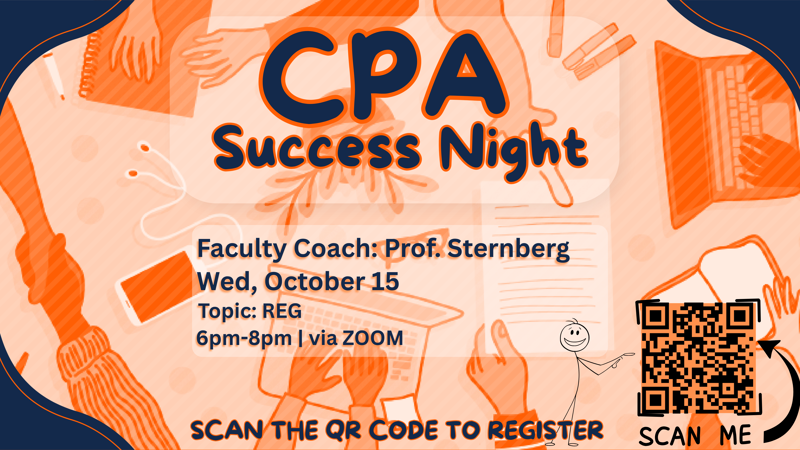 CPA
Success Night
Faculty Coach: Prof. Sternberg
Wed, October 15
Topic: REG
6pm-8pm | via ZOOM
SCAN THE QR CODE TO REGISTER
SCAN ME